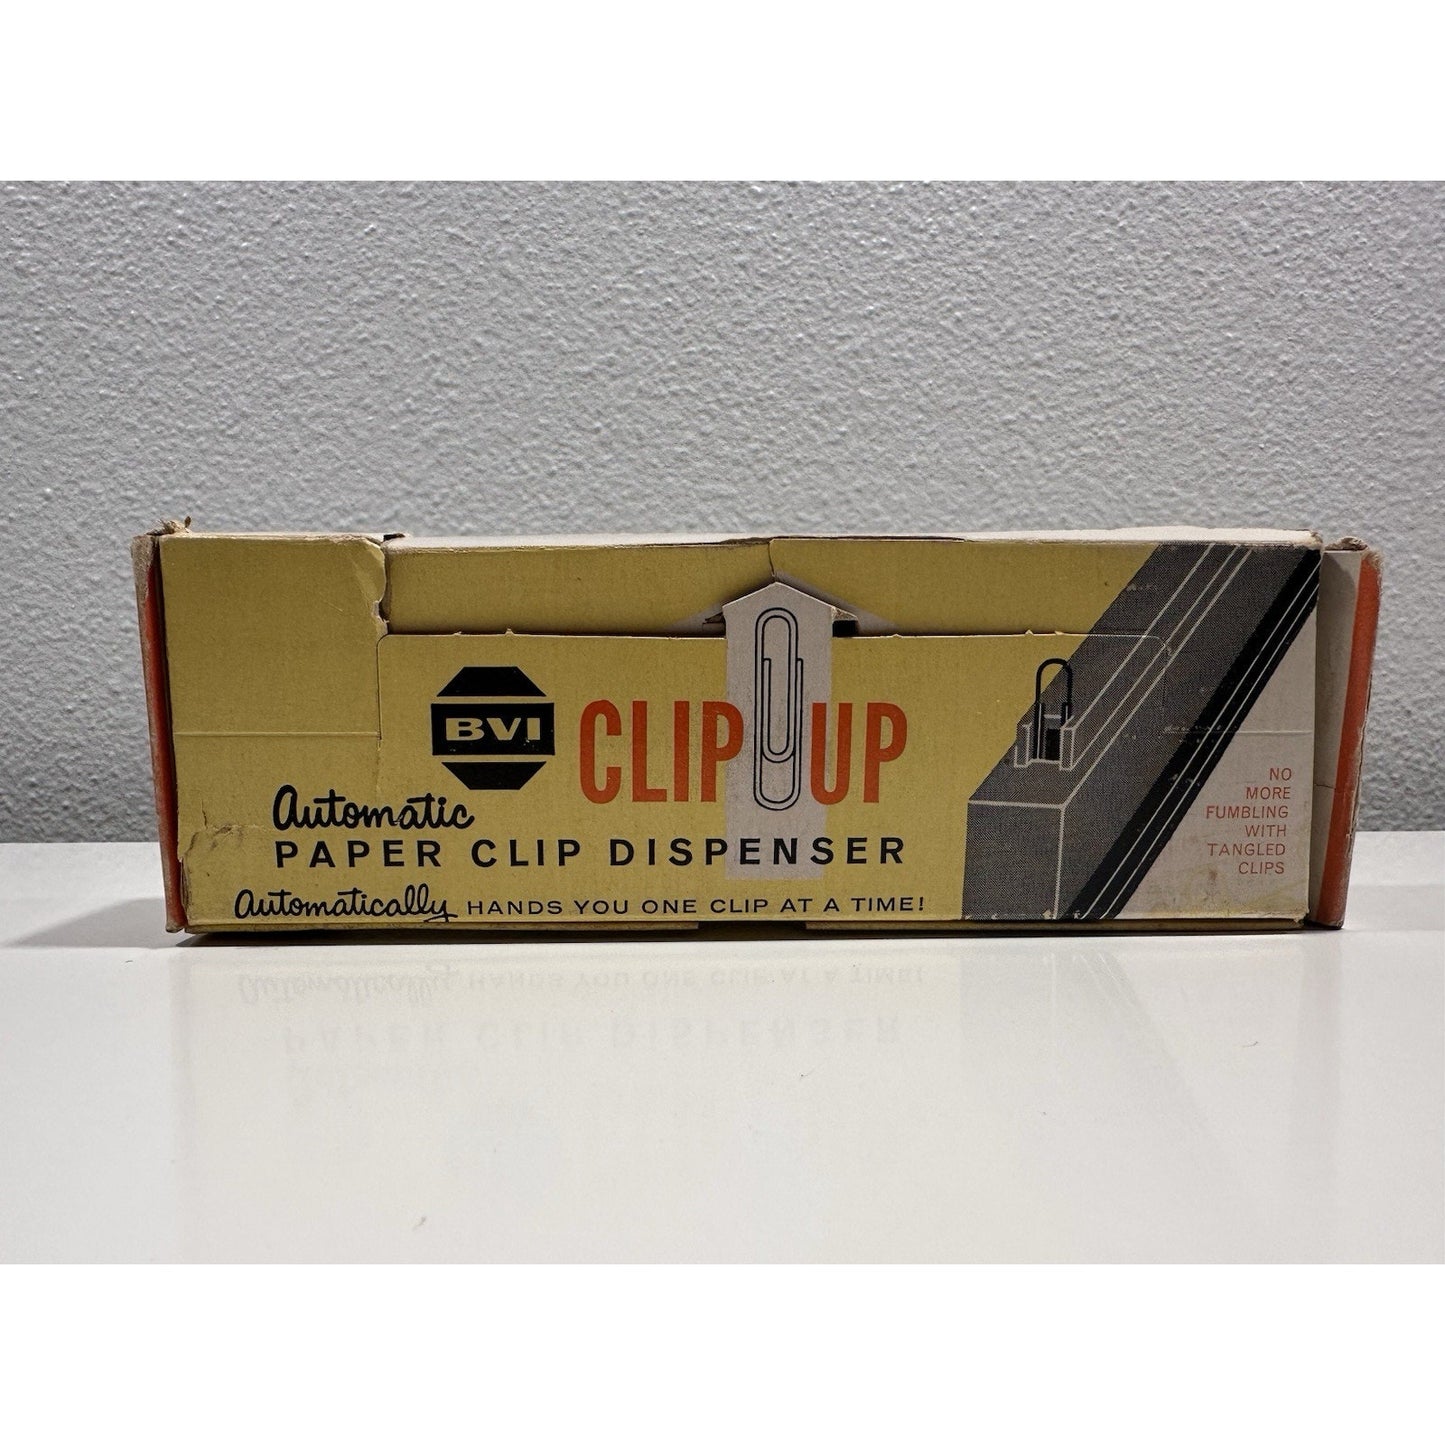 BVI
CLIP UP
Automatic
PAPER CLIP DISPENSER
Automatically HANDS YOU ONE CLIP AT A TIME!
NO
MORE
FUMBLING
WITH
TANGLED
CLIPS